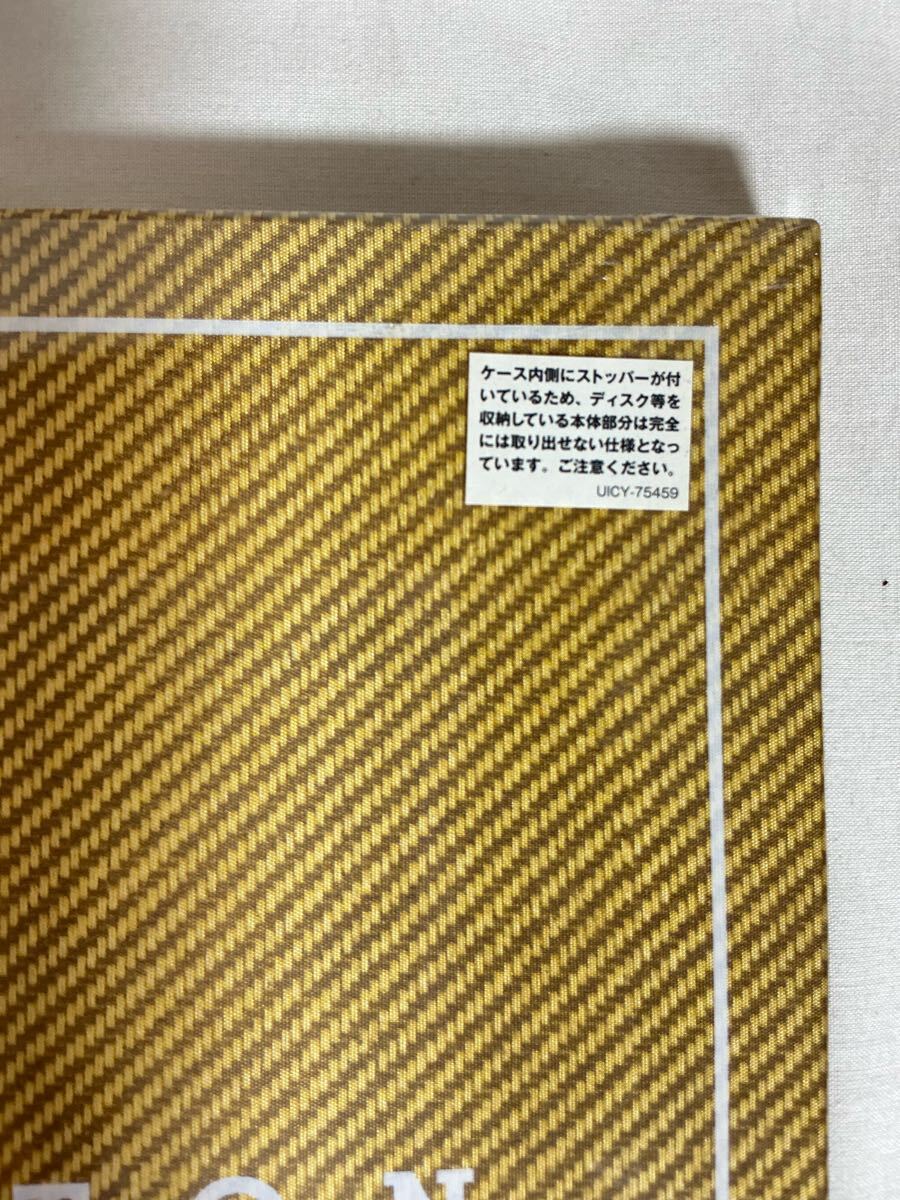 ケース内側にストッパーが付
いているため、ディスク等を
収納している本体部分は完全
には取り出せない仕様となっ
ています。ご注意ください。
UICY-75459
TON